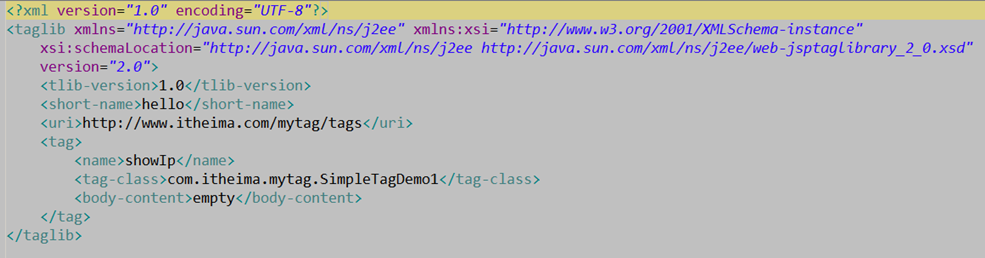 <?xml version="1.0" encoding="UTF-8"?>
<taglib xmlns="http://java.sun.com/xml/ns/j2ee" xmlns:xsi="http://www.w3.org/2001/XMLSchema-instance"
xsi:schemaLocation="http://java.sun.com/xml/ns/j2ee http://java.sun.com/xml/ns/j2ee/web-jsptaglibrary_2_0.xsd"
version="2.0">
<tlib-version>1.0</tlib-version>
<short-name>hello</short-name>
<uri>http://www.itheima.com/mytag/tags</uri>
<tag>
<name>showIp</name>
<tag-class>com.itheima.mytag.SimpleTagDemo1</tag-class>
<body-content>empty</body-content>
</tag>
</taglib>